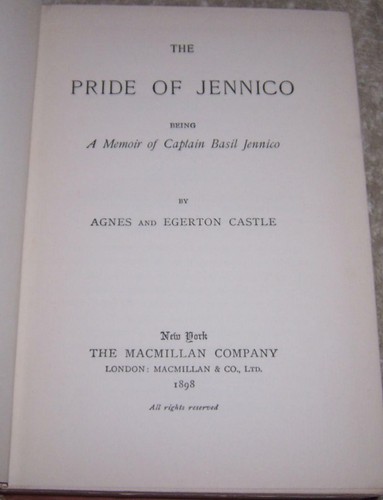 THE
PRIDE OF JENNICO
BEING
A Memoir of Captain Basil Jennico
BY
AGNES AND EGERTON CASTLE
New York
THE MACMILLAN COMPANY
LONDON: MACMILLAN & CO., LTD.
1898
All rights reserved